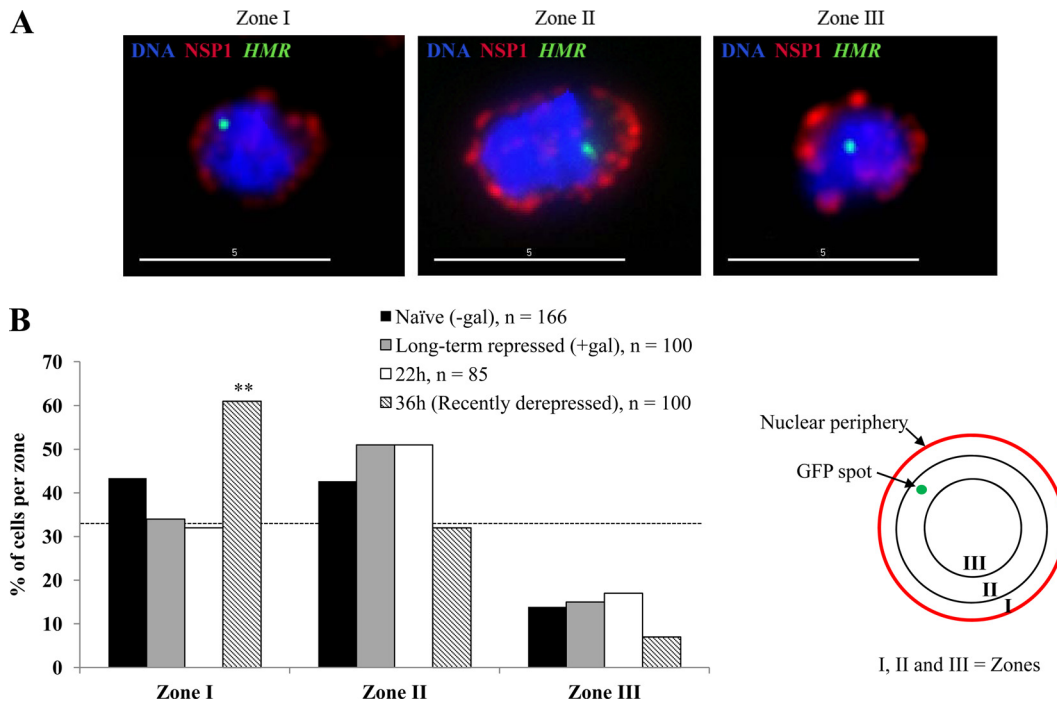 A
Zone I
Zone II
Zone III
DNA NSP1 HMR
DNA NSP1 HMR
DNA NSP1 HMR
5
5
5
B
Naïve (-gal), n = 166
Long-term repressed (+gal), n = 100
22h, n = 85
36h (Recently derepressed), n = 100
% of cells per zone
70
60
50
40
30
20
10
0
**
Zone I
Zone II
Zone III
Nuclear periphery
GFP spot
III
II
I
I, II and III = Zones